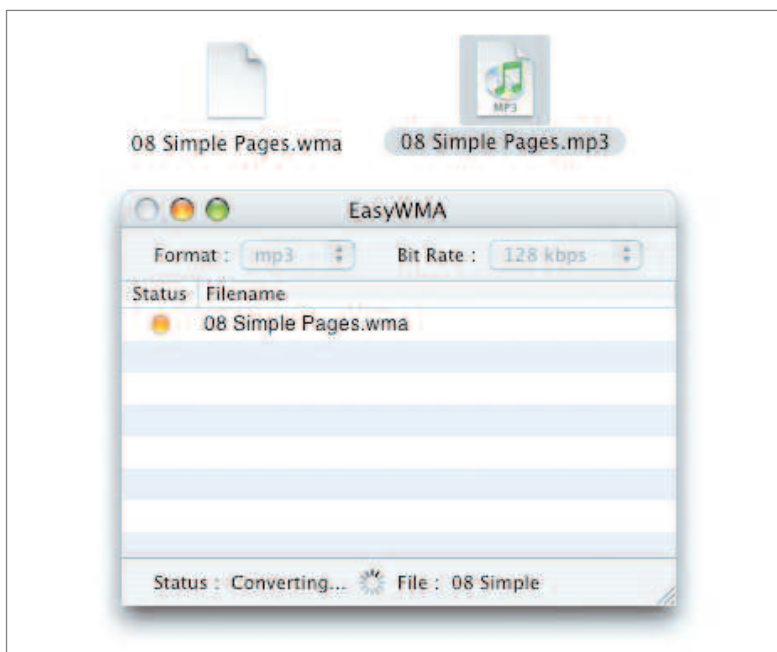 MP3
08 Simple Pages.wma 08 Simple Pages.mp3
EasyWMA
Format : mp3 Bit Rate : 128 kbps
Status Filename
08 Simple Pages.wma
Status : Converting... File : 08 Simple